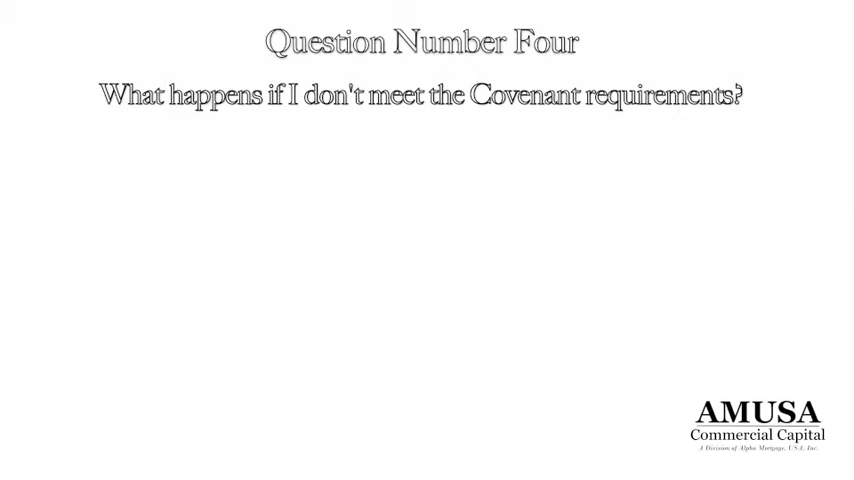 Question Number Four
What happens if I don't meet the Covenant requirements?
AMUSA
Commercial Capital
A Division of Alpha Mortgage, USA, Inc.